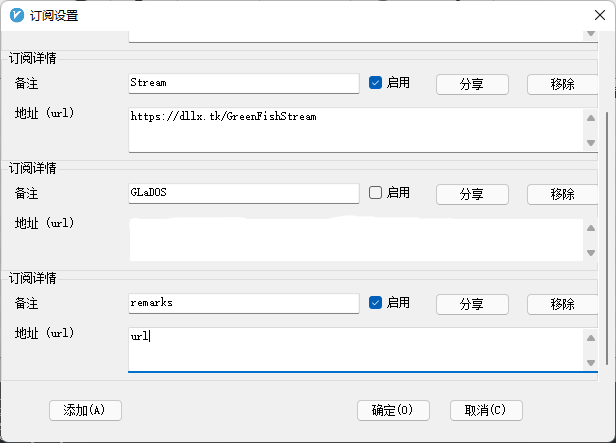 订阅设置
订阅详情
备注 Stream 启用 分享 移除
地址（url） https://dllx.tk/GreenFishStream
订阅详情
备注 GLaDOS 启用 分享 移除
地址（url）
订阅详情
备注 remarks 启用 分享 移除
地址（url） url
添加(A) 确定(O) 取消(C)